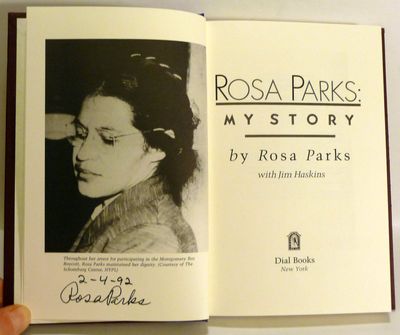 Throughout her arrest for participating in the Montgomery Bus
Boycott, Rosa Parks maintained her dignity. (Courtesy of The
Schomburg Center, NYPL)
2-4-92
Rosa Parks
ROSA PARKS:
MY STORY
by Rosa Parks
with Jim Haskins
Dial Books
New York